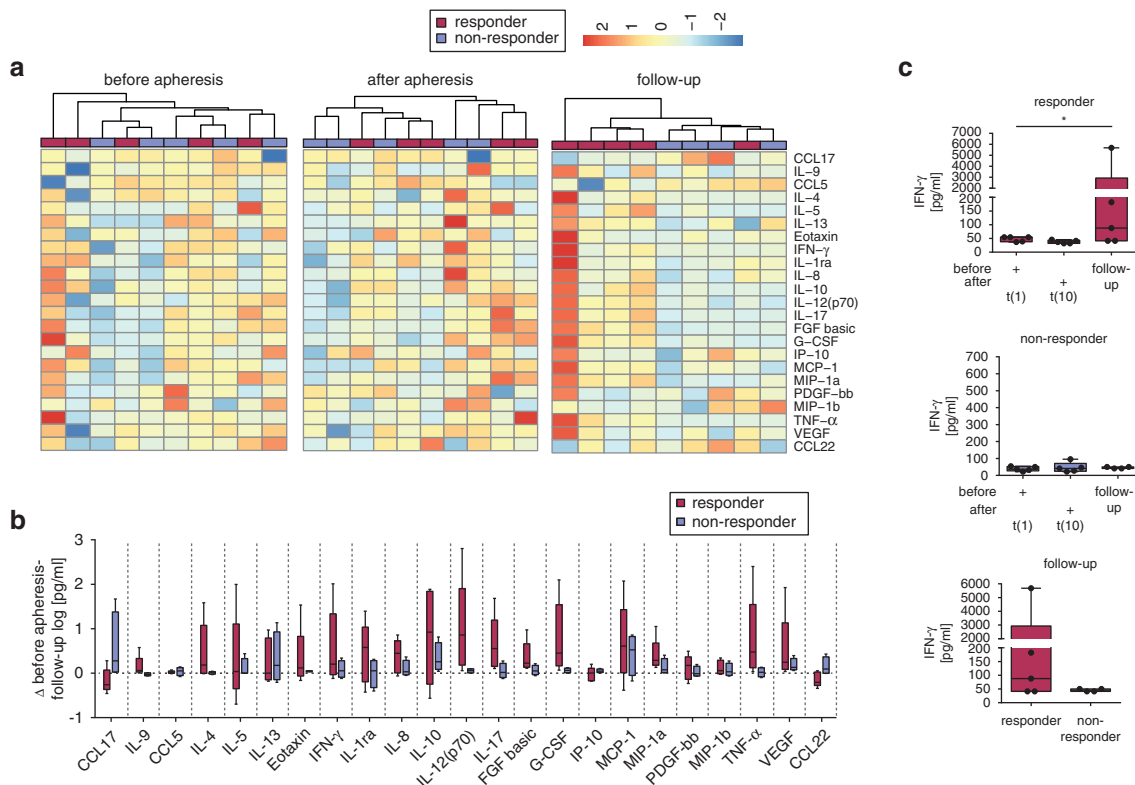 responder
non-responder
2 1 0 −1 −2
a
before apheresis
after apheresis
follow-up
CCL17
IL−9
CCL5
IL−4
IL−5
IL−13
Eotaxin
IFN−γ
IL−1ra
IL−8
IL−10
IL−12(p70)
IL−17
FGF basic
G−CSF
IP−10
MCP−1
MIP−1a
PDGF−bb
MIP−1b
TNF−α
VEGF
CCL22
b
responder
non-responder
Δ before apheresis-
follow-up log [pg/ml]
3
2
1
0
-1
CCL17 IL-9 CCL5 IL-4 IL-5 IL-13 Eotaxin IFN-γ IL-1ra IL-8 IL-10 IL-12(p70) IL-17 FGF basic G-CSF IP-10 MCP-1 MIP-1a PDGF-bb MIP-1b TNF-α VEGF CCL22
c
responder
*
IFN-γ
[pg/ml]
7000
6000
5000
4000
3000
2000
200
150
100
50
0
before + follow-
after + up
t(1) t(10)
non-responder
IFN-γ
[pg/ml]
700
600
500
400
300
200
100
0
before + follow-
after + up
t(1) t(10)
follow-up
IFN-γ
[pg/ml]
6000
5000
4000
3000
2000
200
150
100
50
0
responder non-
responder